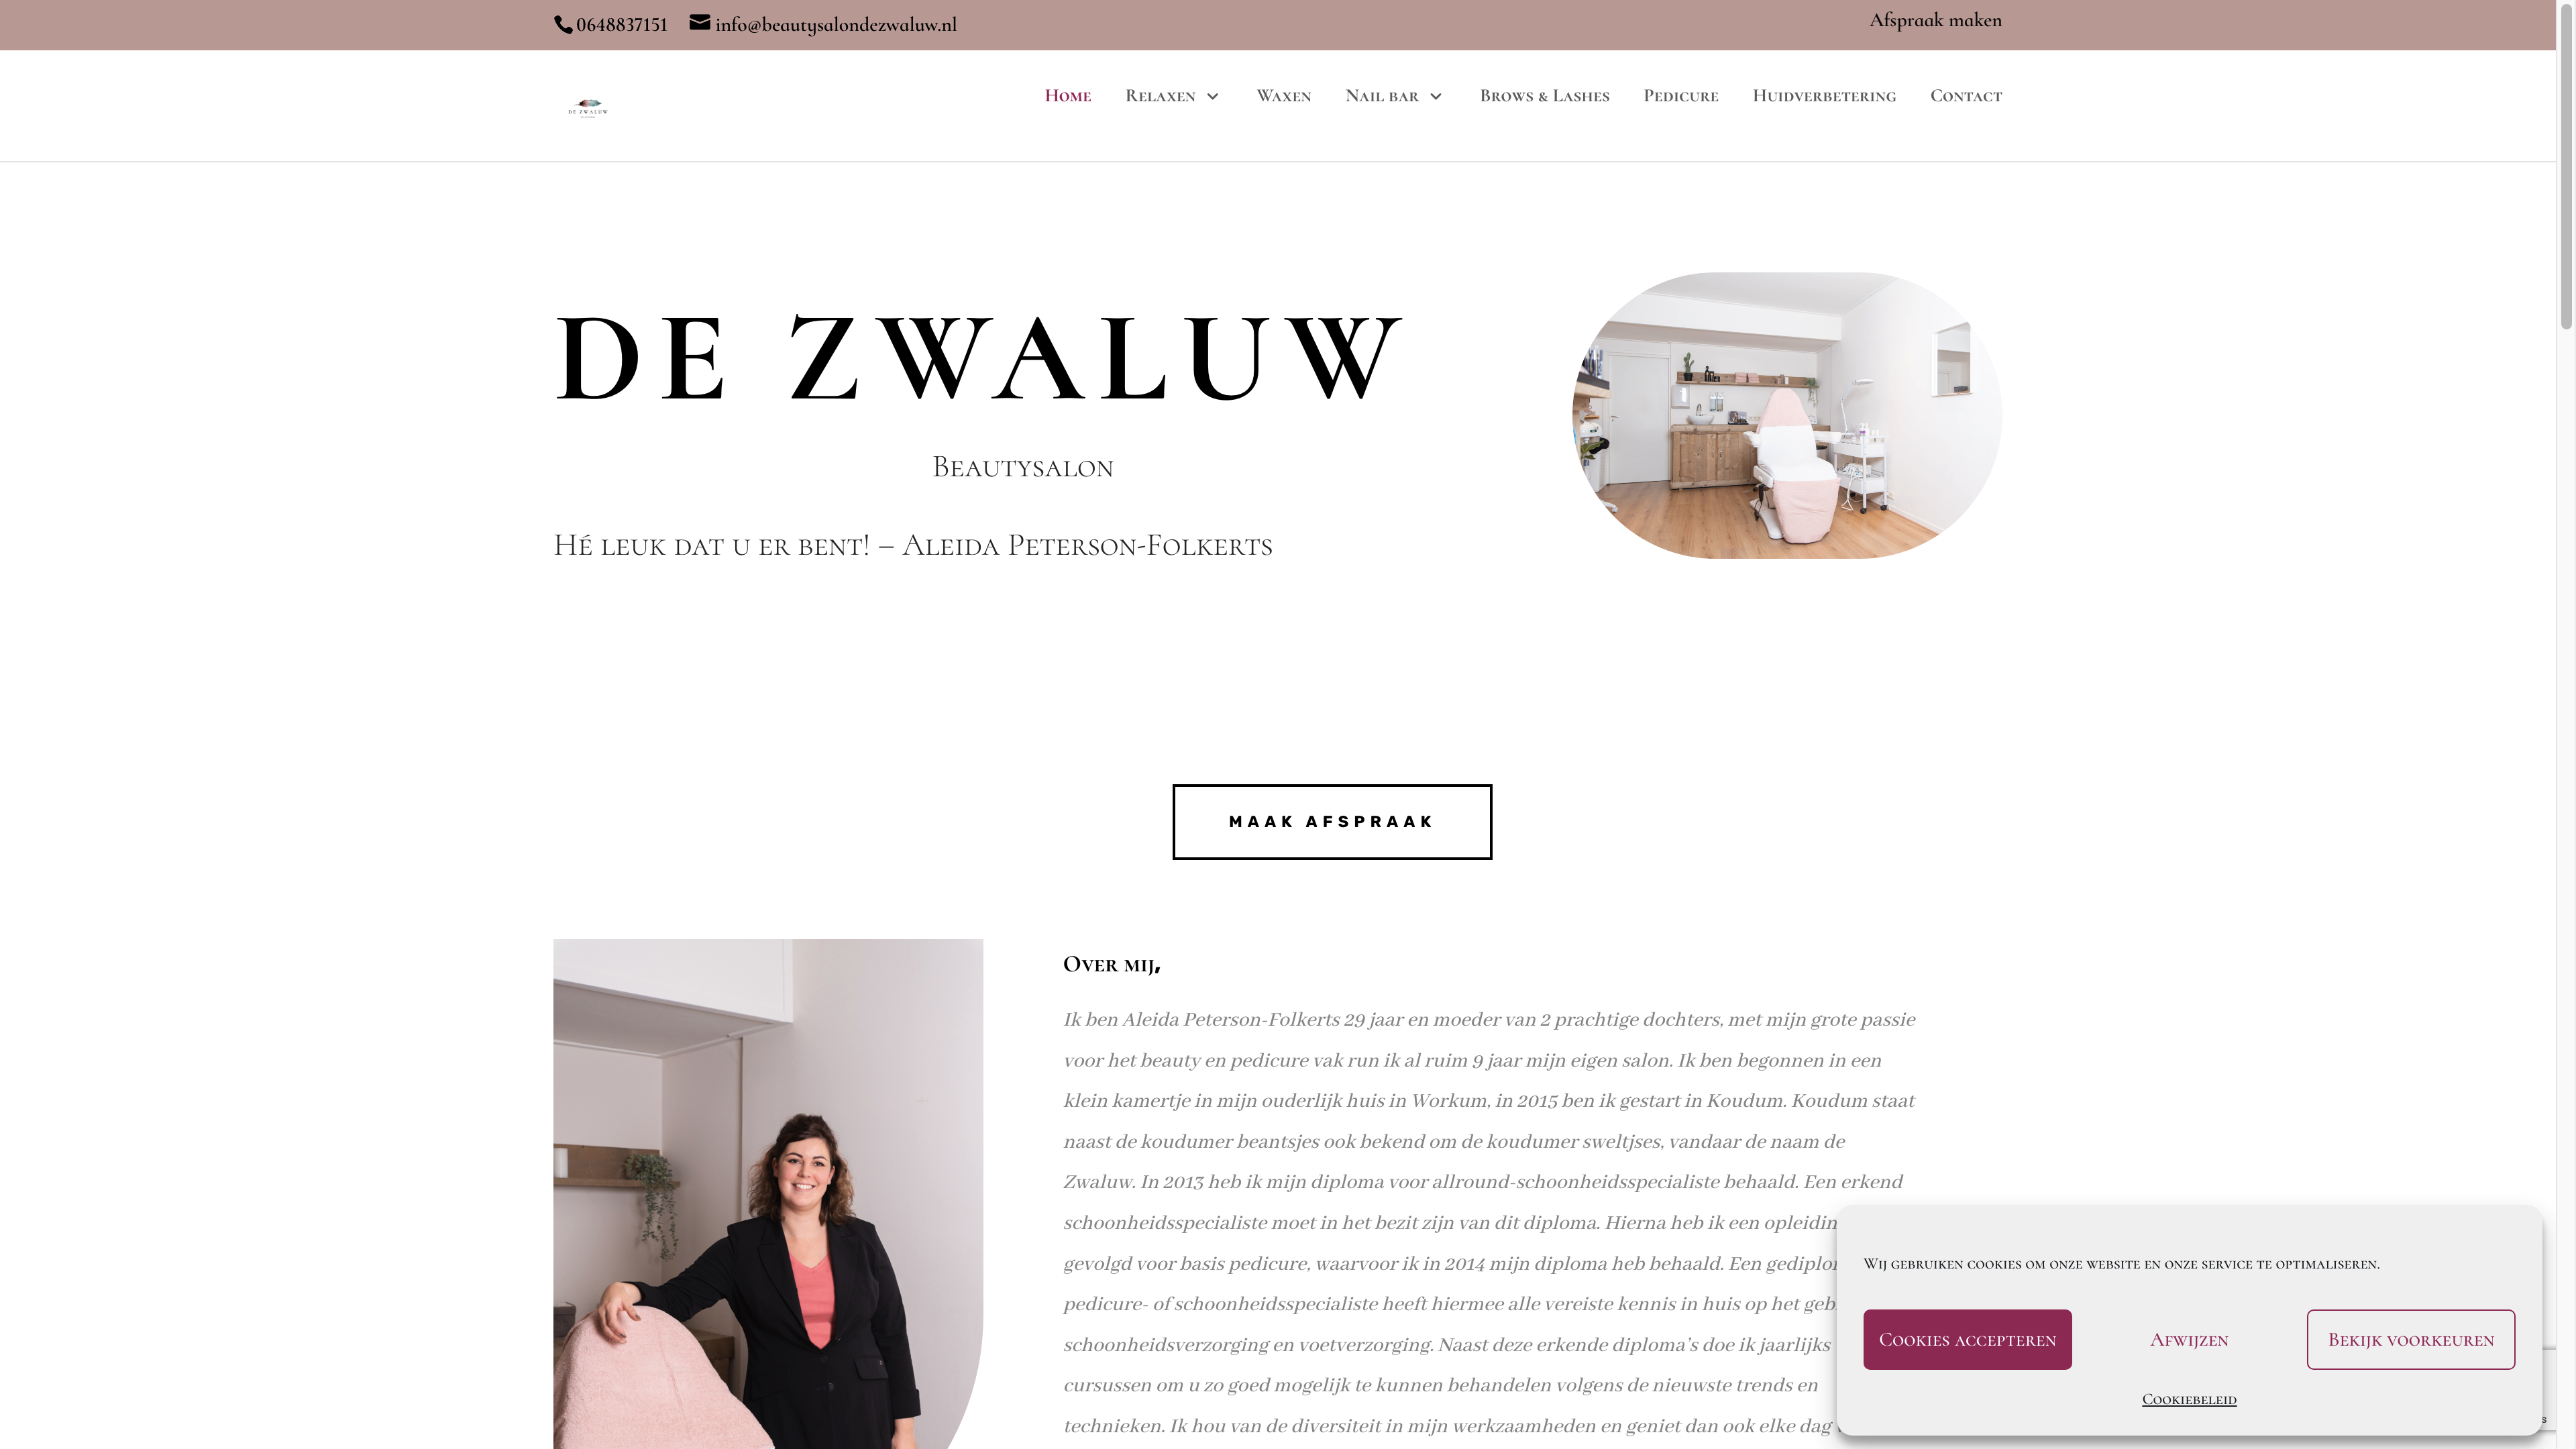 0648837151
info@beautysalondezwaluw.nl
Afspraak maken
DE ZWALUW
Home
Relaxen
Waxen
Nail bar
Brows & Lashes
Pedicure
Huidverbetering
Contact
DE ZWALUW
Beautysalon
Hé leuk dat u er bent! – Aleida Peterson-Folkerts
MAAK AFSPRAAK
Over mij,
Ik ben Aleida Peterson-Folkerts 29 jaar en moeder van 2 prachtige dochters, met mijn grote passie
voor het beauty en pedicure vak run ik al ruim 9 jaar mijn eigen salon. Ik ben begonnen in een
klein kamertje in mijn ouderlijk huis in Workum, in 2015 ben ik gestart in Koudum. Koudum staat
naast de koudumer beantsjes ook bekend om de koudumer sweltjses, vandaar de naam de
Zwaluw. In 2013 heb ik mijn diploma voor allround-schoonheidsspecialiste behaald. Een erkend
schoonheidsspecialiste moet in het bezit zijn van dit diploma. Hierna heb ik een
gevolgd voor basis pedicure, waarvoor ik in 2014 mijn diploma heb behaald. Een
pedicure- of schoonheidsspecialiste heeft hiermee alle vereiste kennis in huis op het
schoonheidsverzorging en voetverzorging. Naast deze erkende diploma's doe ik jaarlijks
cursussen om u zo goed mogelijk te kunnen behandelen volgens de nieuwste trends en
technieken. Ik hou van de diversiteit in mijn werkzaamheden en geniet dan ook elke dag
Wij gebruiken cookies om onze website en onze service te optimaliseren.
Cookies accepteren
Afwijzen
Bekijk voorkeuren
Cookiebeleid